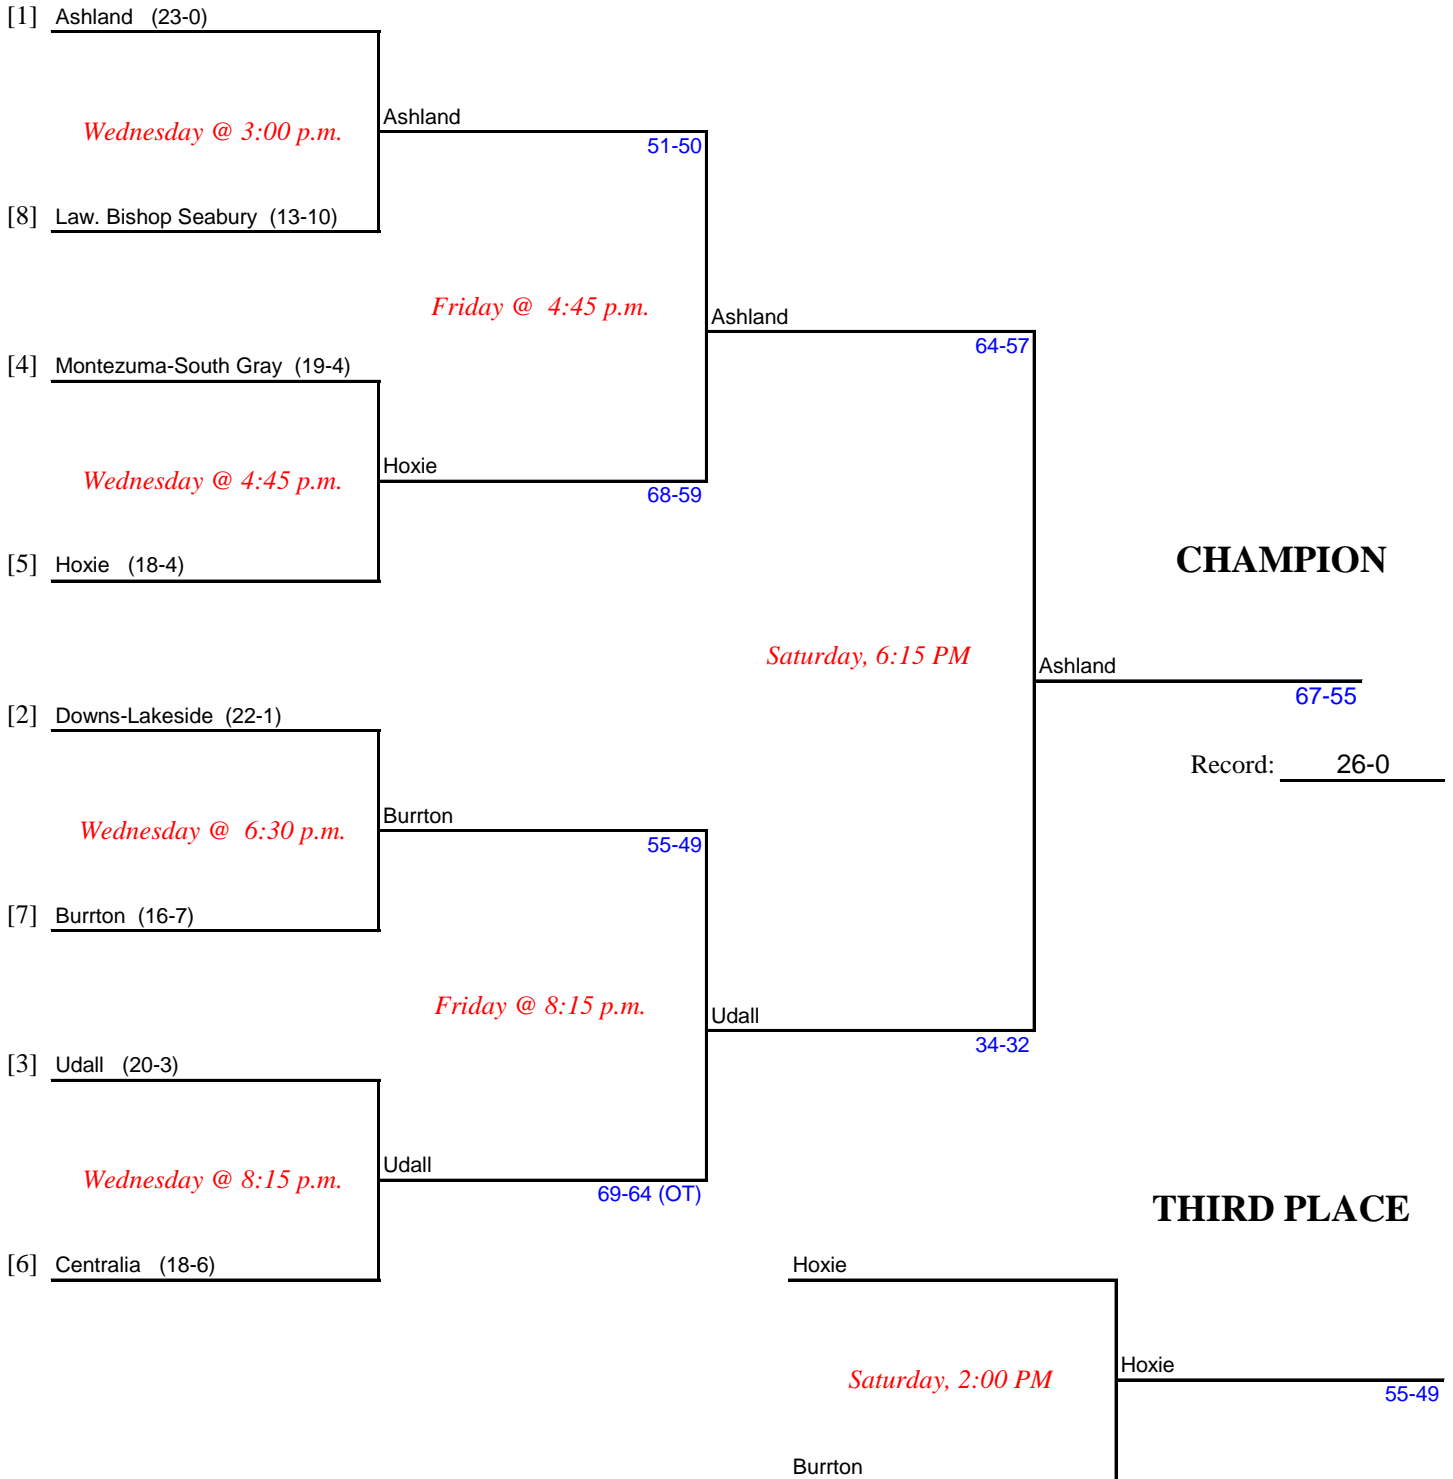 [1] Ashland (23-0)
Ashland
Wednesday @ 3:00 p.m.
51-50
[8] Law. Bishop Seabury (13-10)
Friday @ 4:45 p.m.
Ashland
64-57
[4] Montezuma-South Gray (19-4)
Hoxie
Wednesday @ 4:45 p.m.
68-59
[5] Hoxie (18-4)
CHAMPION
Saturday, 6:15 PM
Ashland
67-55
[2] Downs-Lakeside (22-1)
Record: 26-0
Burrton
Wednesday @ 6:30 p.m.
55-49
[7] Burrton (16-7)
Friday @ 8:15 p.m.
Udall
34-32
[3] Udall (20-3)
Udall
Wednesday @ 8:15 p.m.
69-64 (OT)
THIRD PLACE
[6] Centralia (18-6)
Hoxie
Hoxie
Saturday, 2:00 PM
55-49
Burrton